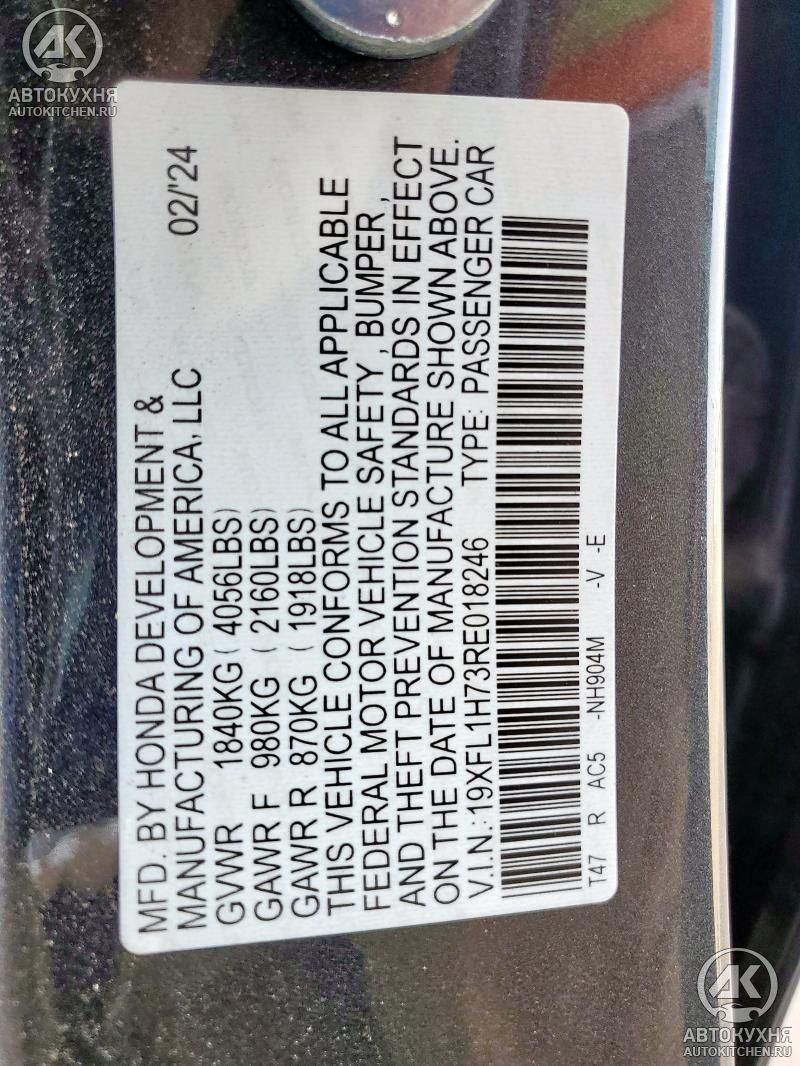 AK
АВТОКУХНЯ
AUTOKITCHEN.RU
MFD. BY HONDA DEVELOPMENT &
MANUFACTURING OF AMERICA, LLC 02/'24
GVWR 1840KG ( 4056LBS)
GAWR F 980KG ( 2160LBS)
GAWR R 870KG ( 1918LBS)
THIS VEHICLE CONFORMS TO ALL APPLICABLE
FEDERAL MOTOR VEHICLE SAFETY , BUMPER ,
AND THEFT PREVENTION STANDARDS IN EFFECT
ON THE DATE OF MANUFACTURE SHOWN ABOVE.
V.I.N.:19XFL1H73RE018246 TYPE: PASSENGER CAR
T47 R AC5 -NH904M -V -E
AK
АВТОКУХНЯ
AUTOKITCHEN.RU